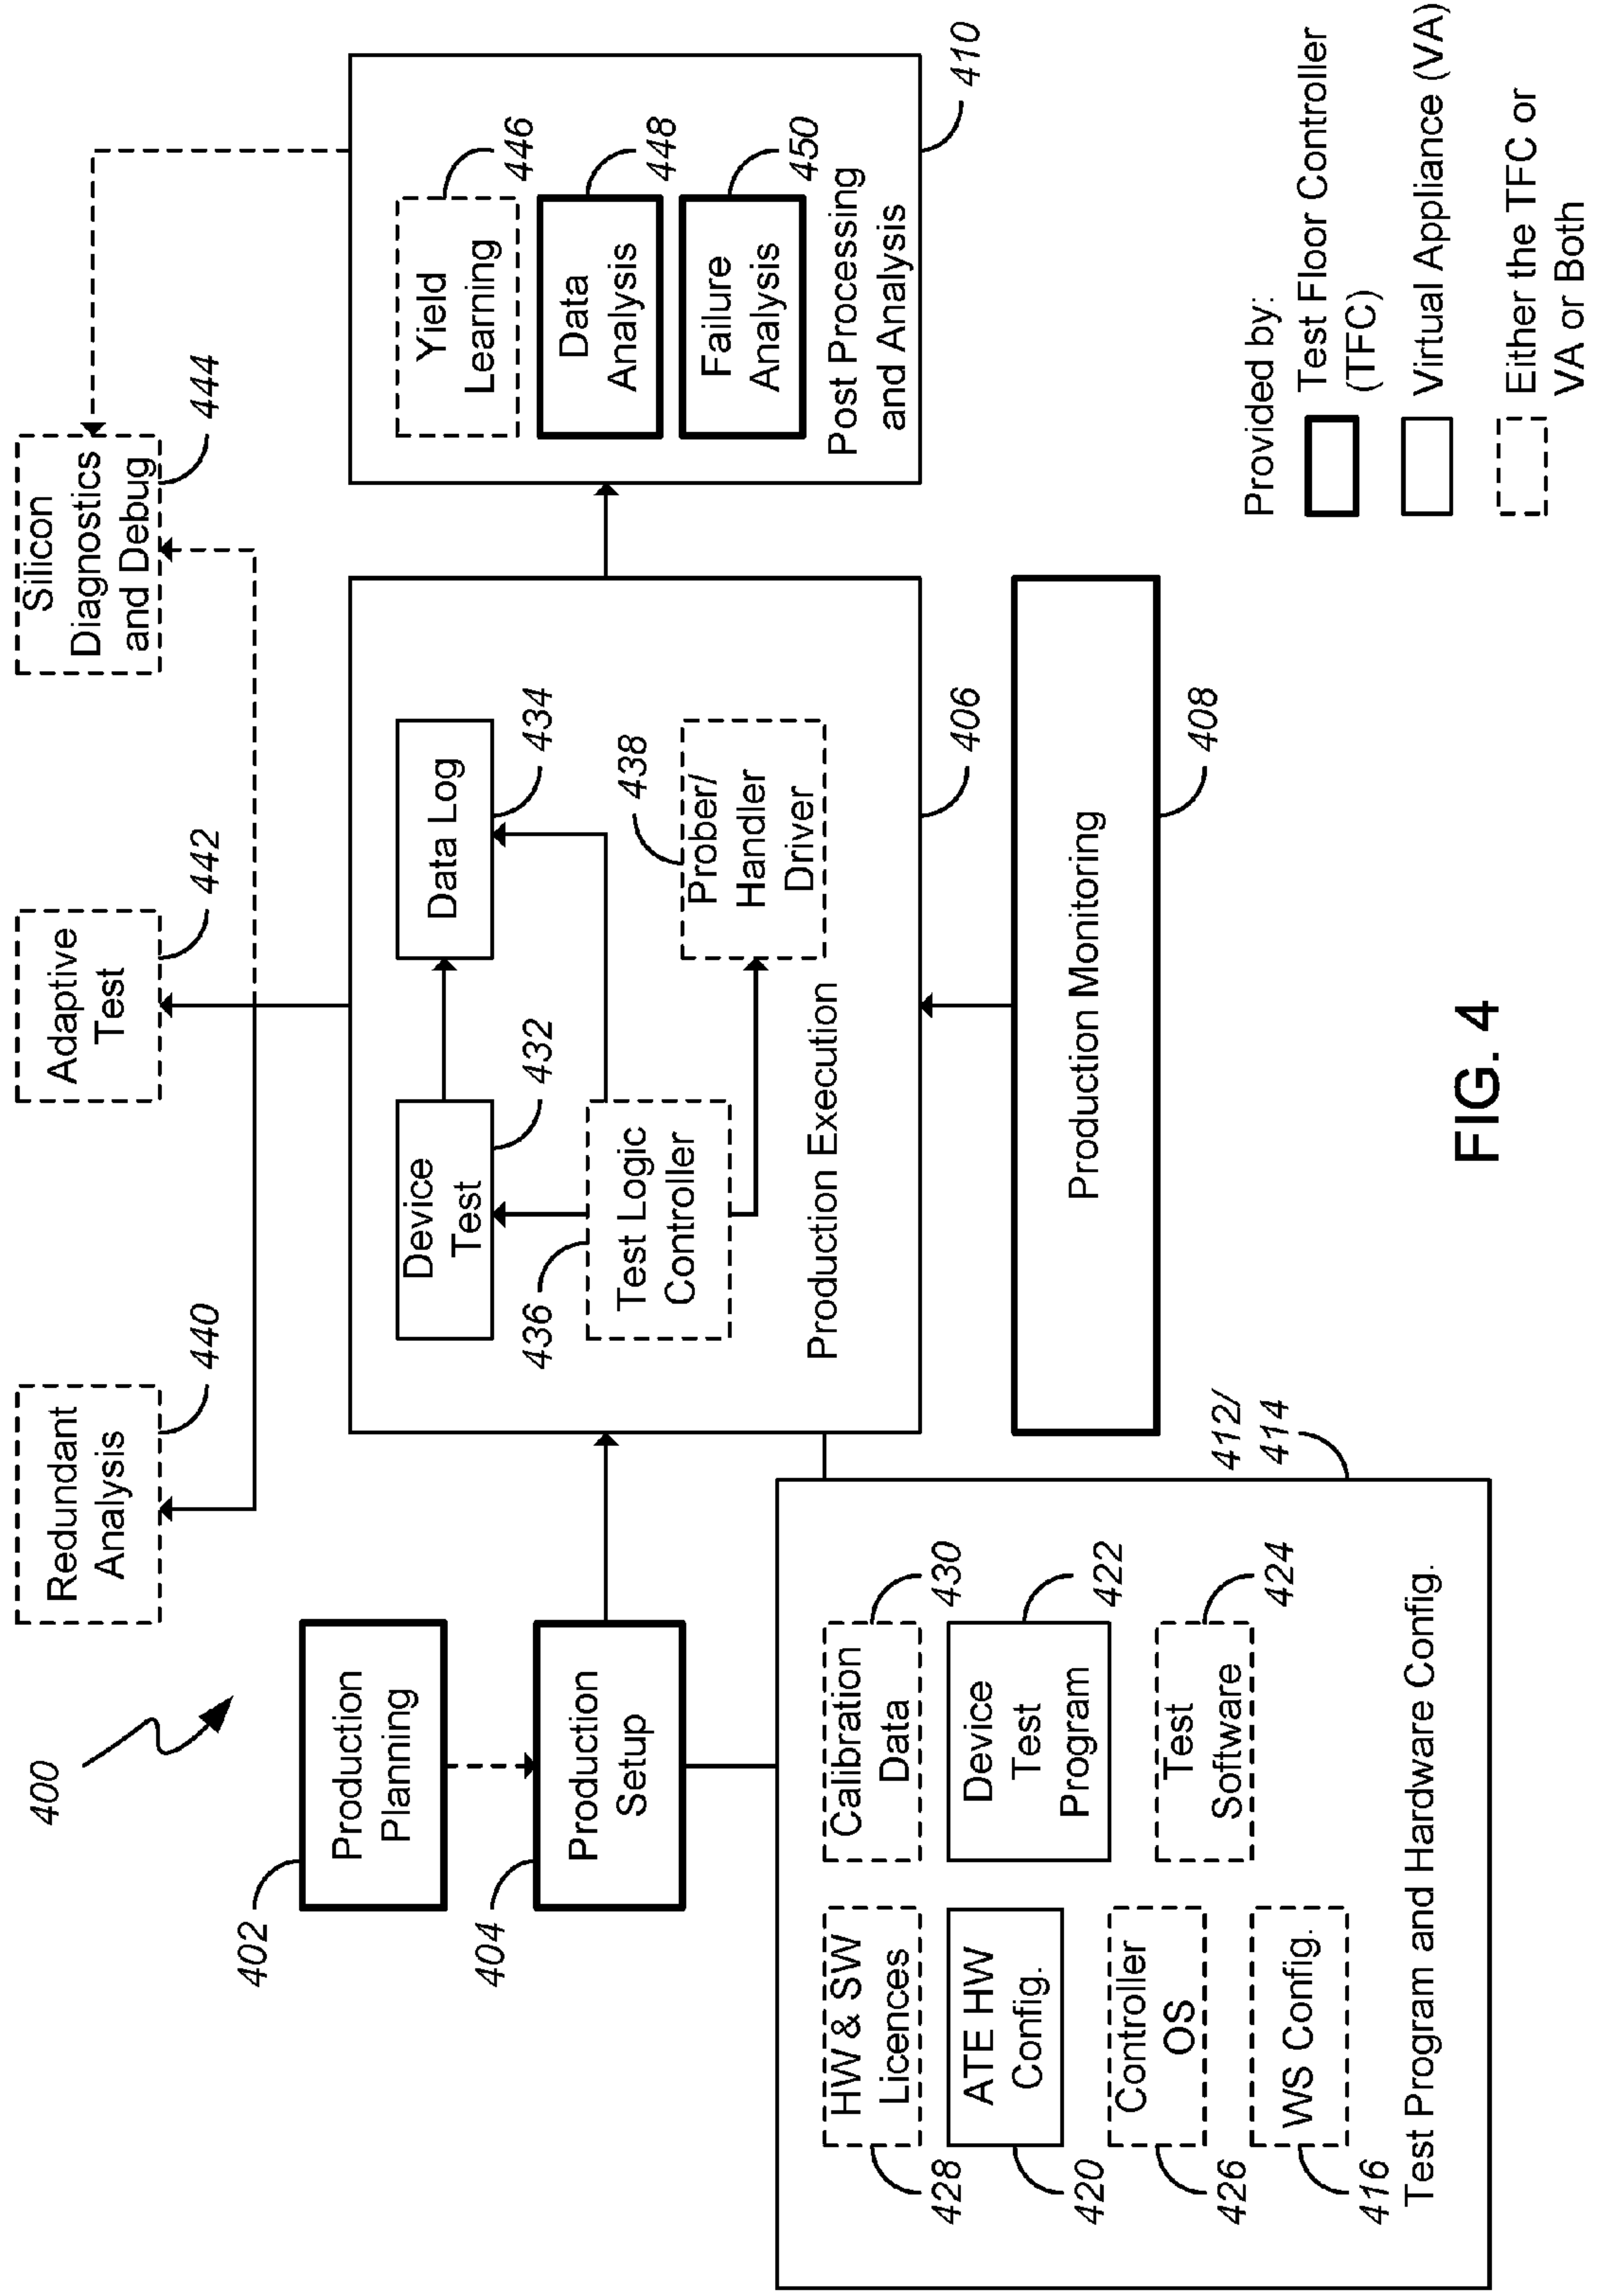 400
Redundant
Analysis
440
Adaptive
Test
442
Silicon
Diagnostics
and Debug
444
402
Production
Planning
404
Production
Setup
Device
Test
432
Data Log
434
436
Test Logic
Controller
438
Prober/
Handler
Driver
Production Execution
406
Yield
Learning
446
Data
Analysis
448
Failure
Analysis
450
Post Processing
and Analysis
410
Production Monitoring
408
412/
414
HW & SW
Licences
428
Calibration
Data
430
ATE HW
Config.
420
Device
Test
Program
422
Controller
OS
426
Test
Software
424
WS Config.
416
Test Program and Hardware Config.
Provided by:
Test Floor Controller
(TFC)
Virtual Appliance (VA)
Either the TFC or
VA or Both
FIG. 4